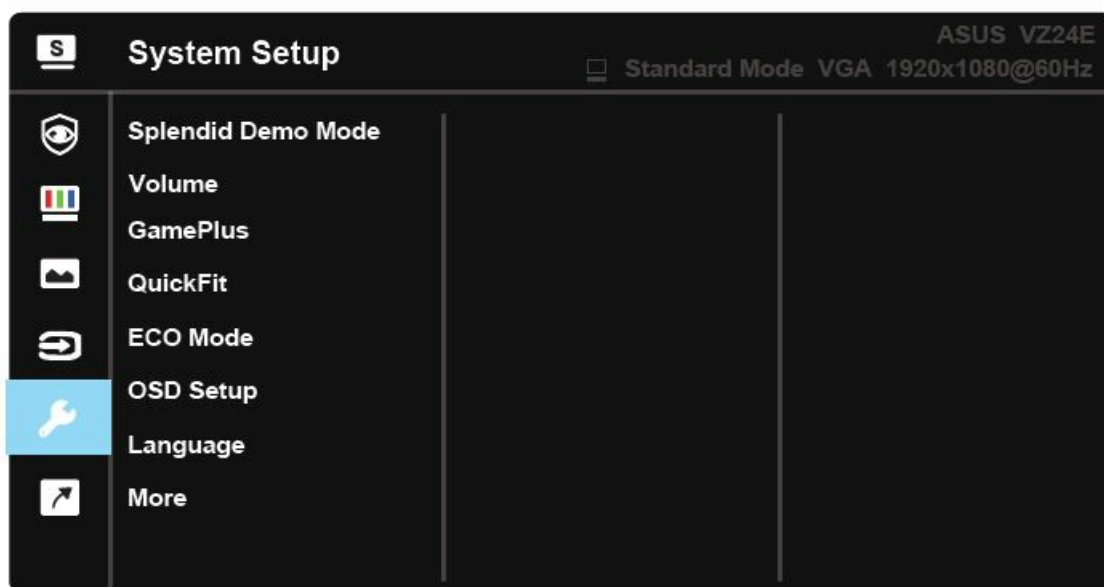 S
System Setup
ASUS VZ24E
Standard Mode VGA 1920x1080@60Hz
Splendid Demo Mode
Volume
GamePlus
QuickFit
ECO Mode
OSD Setup
Language
More